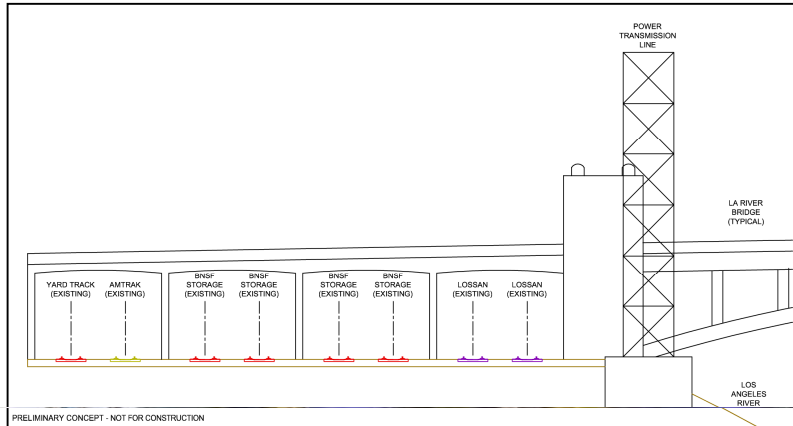 POWER
TRANSMISSION
LINE
LA RIVER
BRIDGE
(TYPICAL)
YARD TRACK
(EXISTING)
AMTRAK
(EXISTING)
BNSF
STORAGE
(EXISTING)
BNSF
STORAGE
(EXISTING)
BNSF
STORAGE
(EXISTING)
BNSF
STORAGE
(EXISTING)
LOSSAN
(EXISTING)
LOSSAN
(EXISTING)
LOS
ANGELES
RIVER
PRELIMINARY CONCEPT - NOT FOR CONSTRUCTION